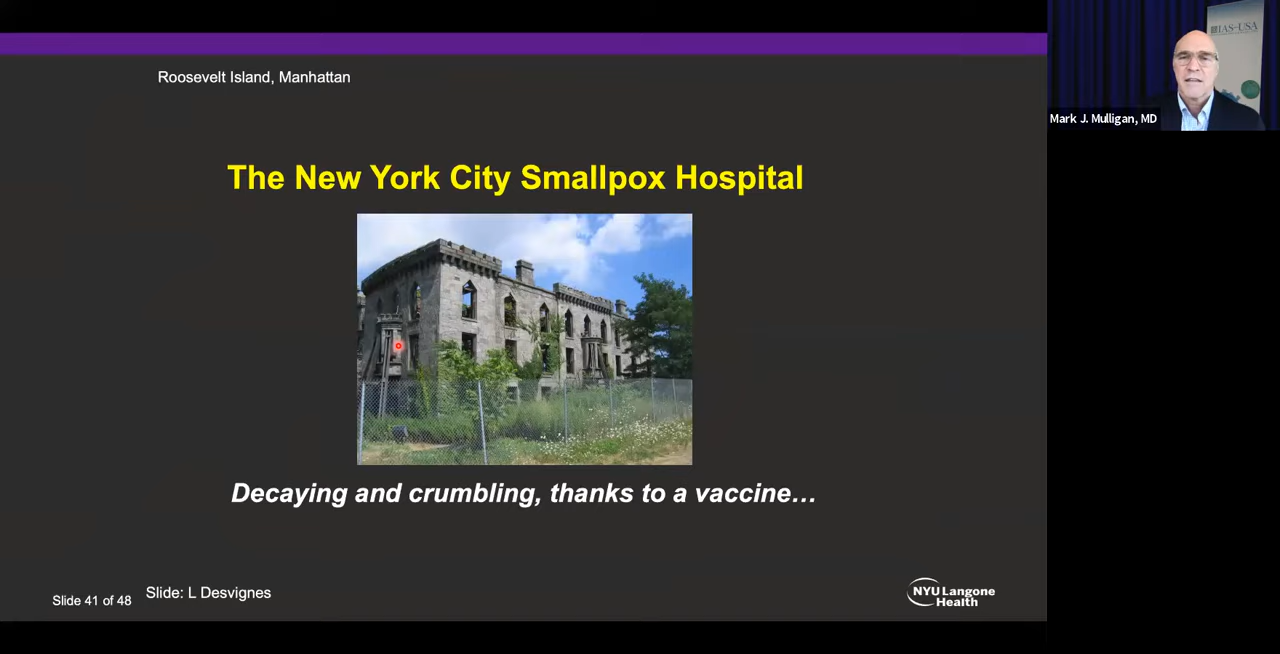 IAS-USA
Mark J. Mulligan, MD
Roosevelt Island, Manhattan
The New York City Smallpox Hospital
Decaying and crumbling, thanks to a vaccine…
Slide 41 of 48
Slide: L Desvignes
NYU Langone
Health